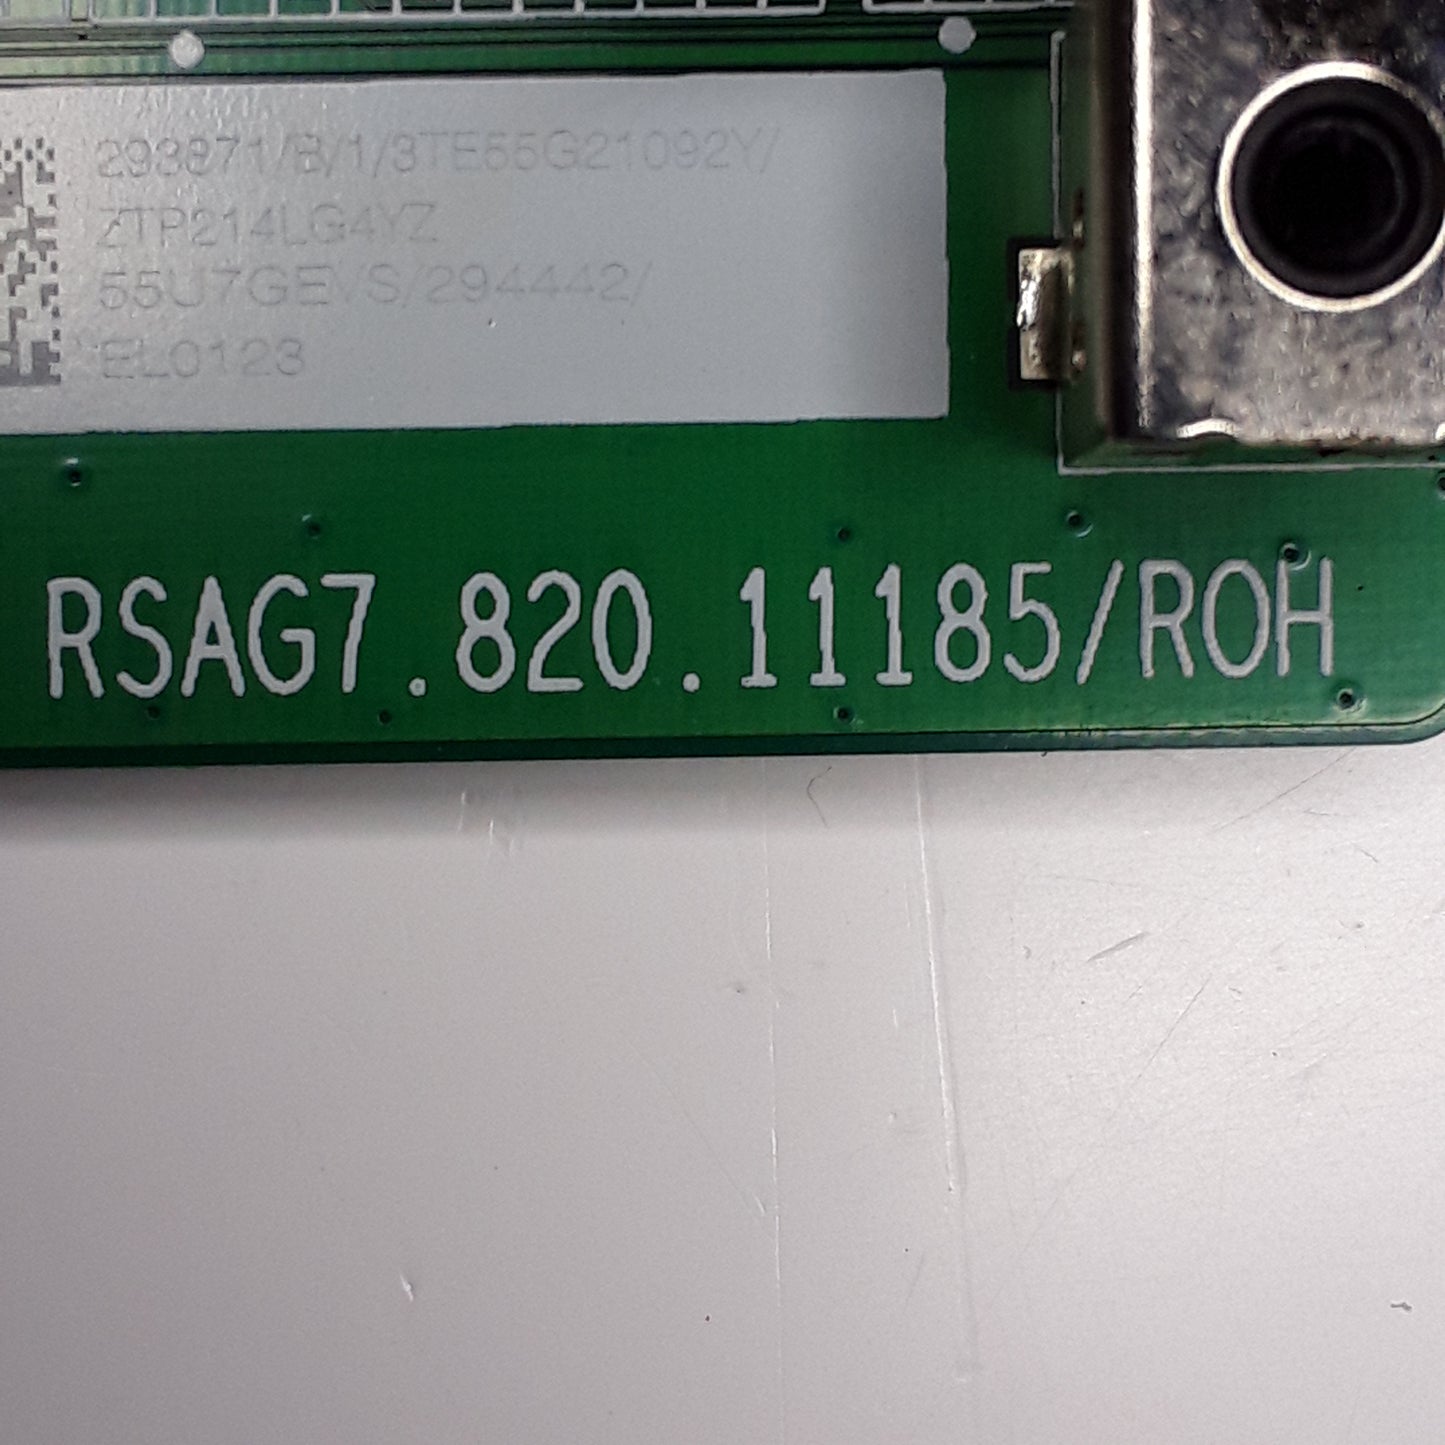 293871/B/1/3TE55G21092Y/
ZTP214LG4YZ
55U7GEVS/294442/
EL0123
RSAG7.820.11185/ROH